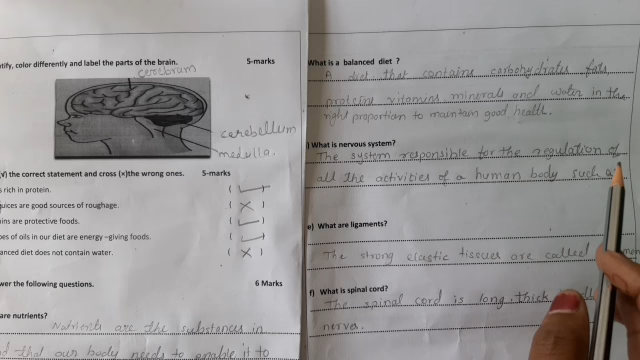 ntify, color differently and label the parts of the brain. 5-marks
cerebrum
cerebellum
medulla.
(√) the correct statement and cross (×)the wrong ones. 5-marks
s rich in protein. ( ✓ )
uices are good sources of roughage. ( × )
ins are protective foods. ( ✓ )
pes of oils in our diet are energy –giving foods. ( ✓ )
anced diet does not contain water. ( × )
wer the following questions. 6 Marks
are nutrients?
Nutrients are the substances in
d that our body needs to enable it to
What is a balanced diet ?
A diet that contains carbohydrates fats,
proteins vitamins minerals and water in the
right proportion to maintain good health.
What is nervous system?
The system responsible for the regulation of
all the activities of a human body such as
e) What are ligaments?
The strong elastic tissues are called
f) What is spinal cord?
The spinal cord is long thick
nerves.